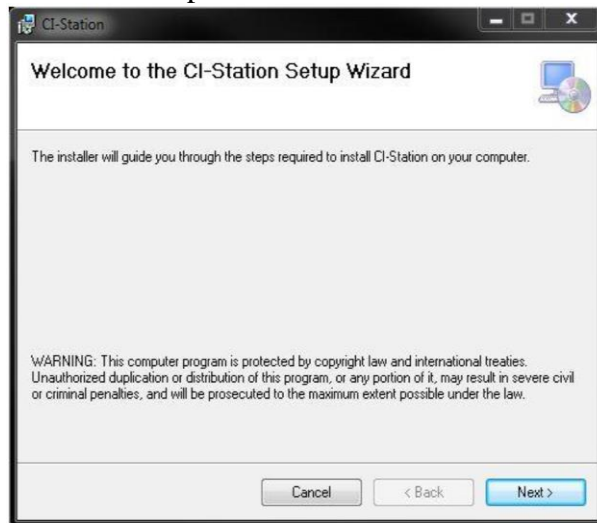 CI-Station
Welcome to the CI-Station Setup Wizard
The installer will guide you through the steps required to install CI-Station on your computer.
WARNING: This computer program is protected by copyright law and international treaties.
Unauthorized duplication or distribution of this program, or any portion of it, may result in severe civil
or criminal penalties, and will be prosecuted to the maximum extent possible under the law.
Cancel
< Back
Next >